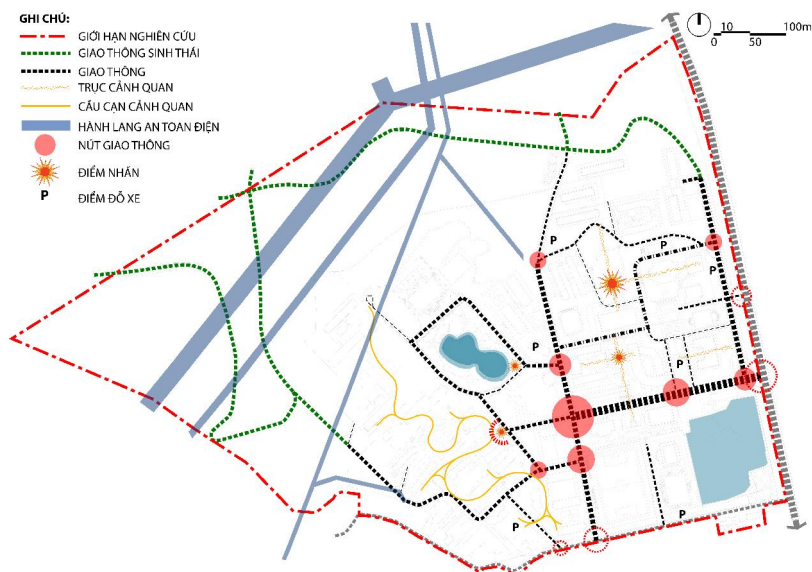 GHI CHÚ:
GIỚI HẠN NGHIÊN CỨU
GIAO THÔNG SINH THÁI
GIAO THÔNG
TRỤC CẢNH QUAN
CẦU CẠN CẢNH QUAN
HÀNH LANG AN TOAN ĐIỆN
NÚT GIAO THÔNG
ĐIỂM NHẤN
P ĐIỂM ĐỖ XE
10 100m
0 50
P
P
P
P
P
P
P